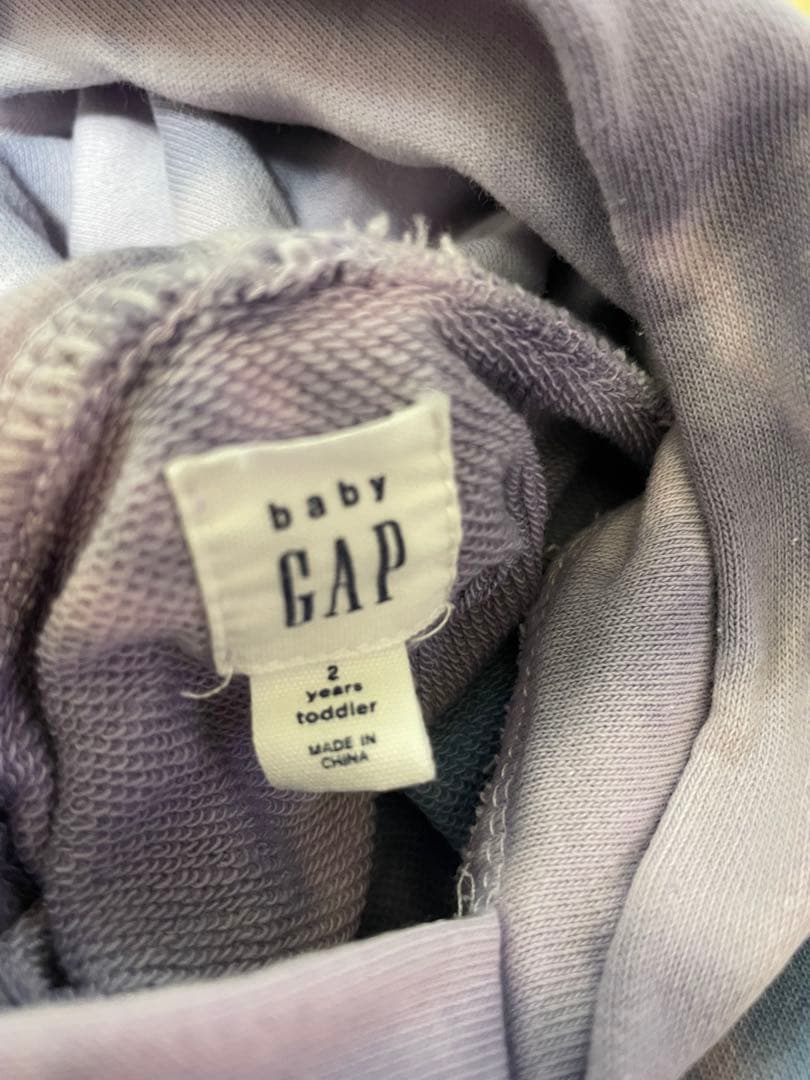 baby
GAP
2
years
toddler
MADE IN
CHINA